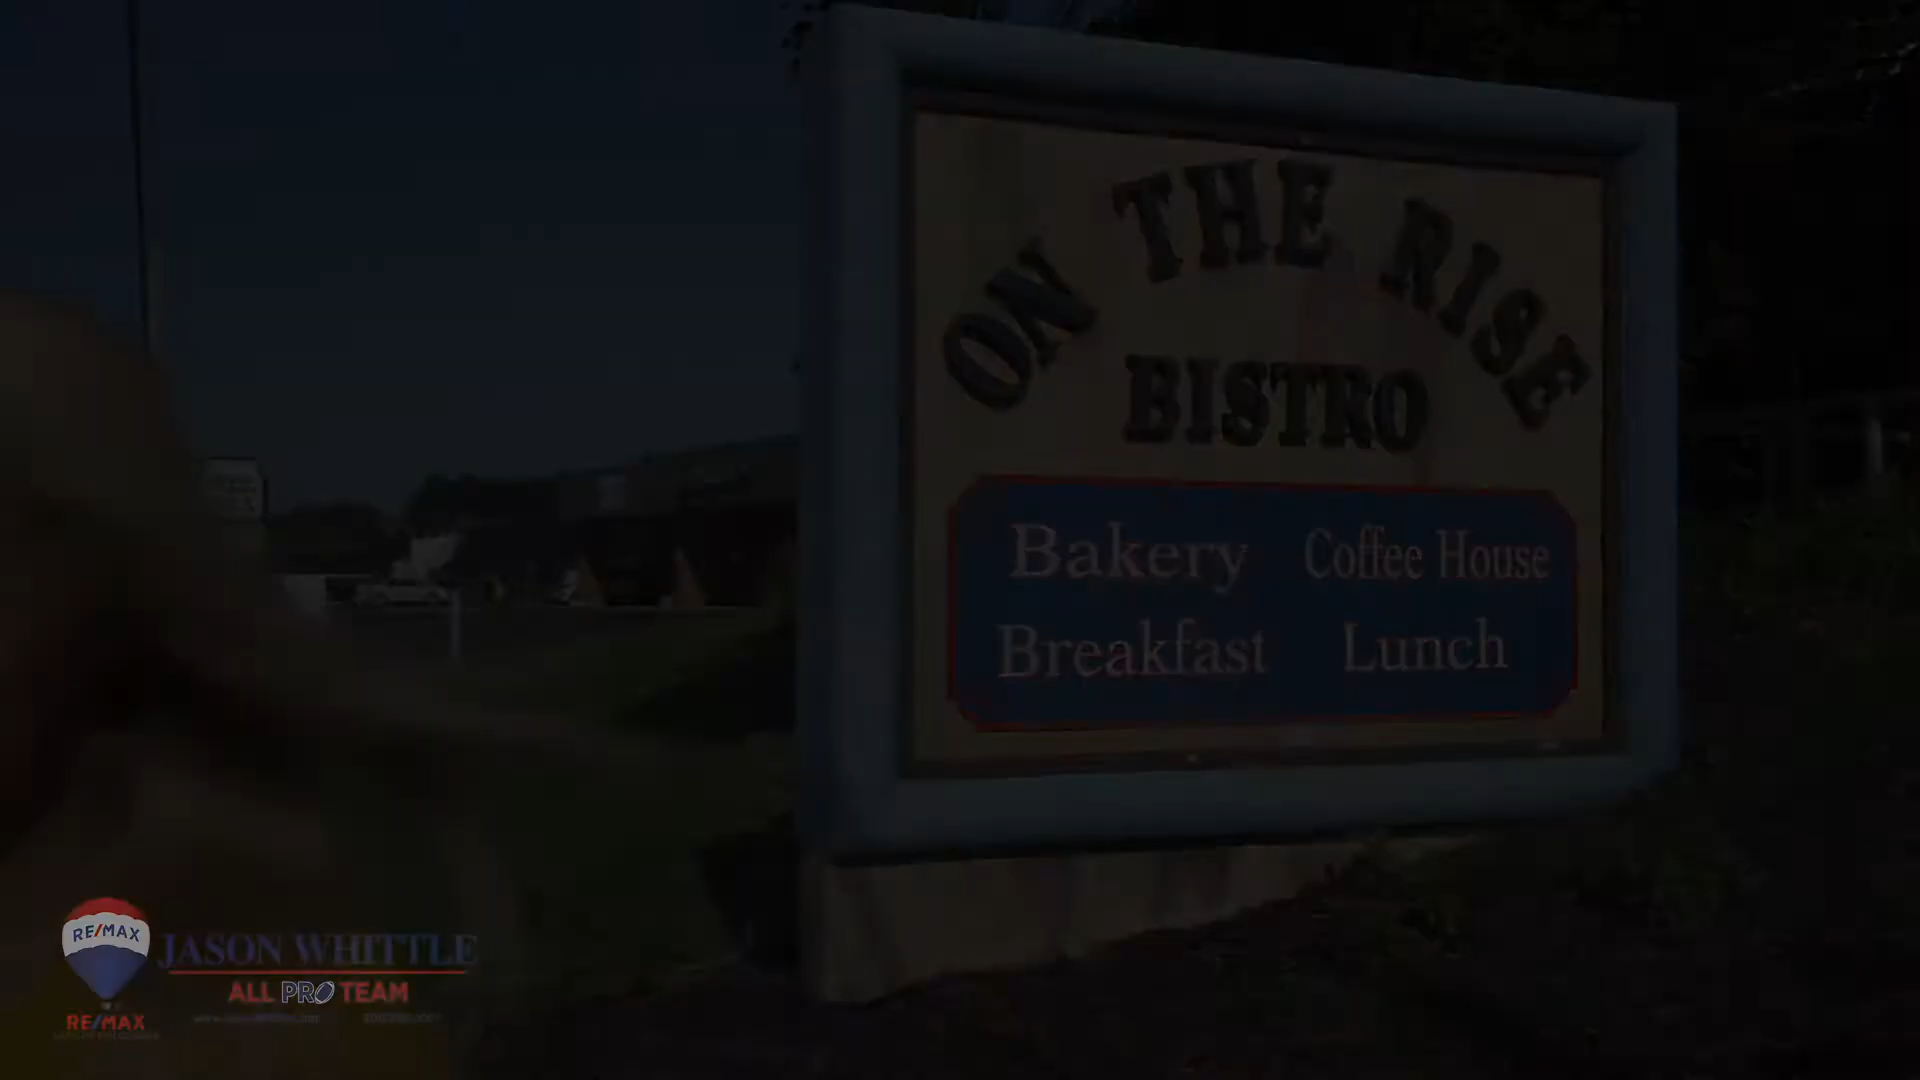 ON THE RISE
BISTRO
Bakery Coffee House
Breakfast Lunch
RE/MAX
JASON WHITTLE
ALL PRO TEAM
RE/MAX